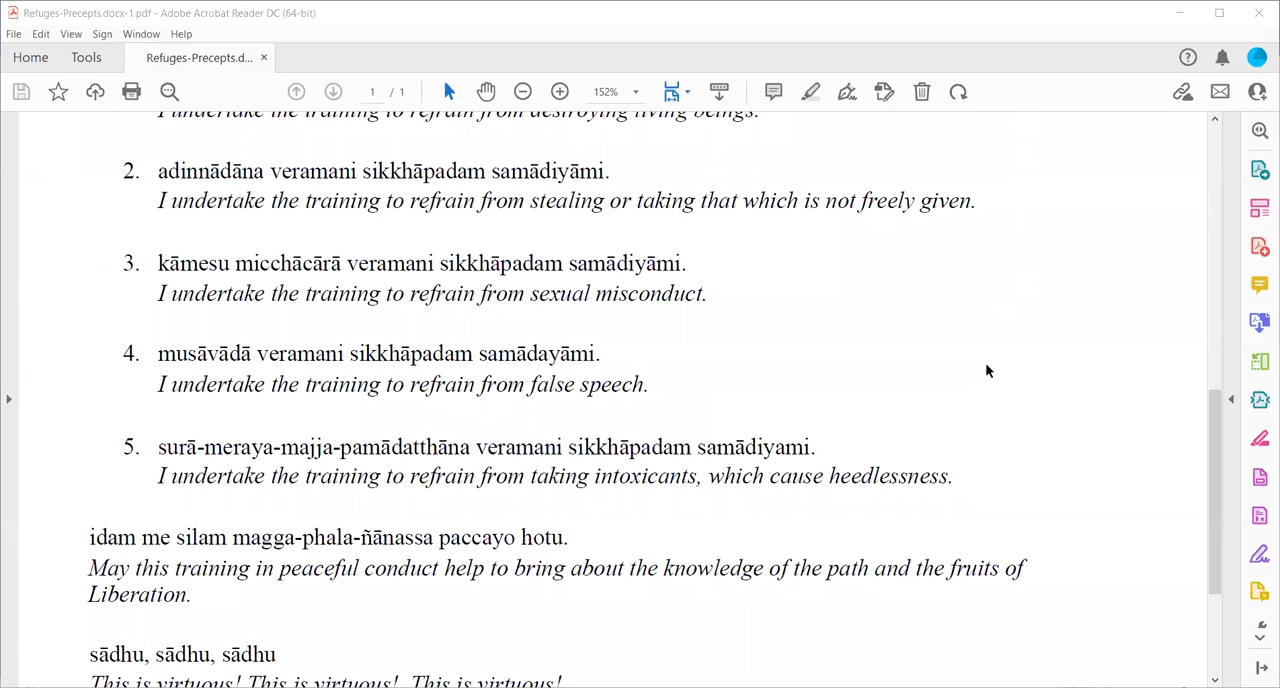 Refuges-Precepts.docx-1.pdf - Adobe Acrobat Reader DC (64-bit)
File Edit View Sign Window Help
Home Tools Refuges-Precepts.d... ×
1 / 1 152%
I undertake the training to refrain from destroying living beings.
2. adinnādāna veramani sikkhāpadam samādiyāmi.
I undertake the training to refrain from stealing or taking that which is not freely given.
3. kāmesu micchācārā veramani sikkhāpadam samādiyāmi.
I undertake the training to refrain from sexual misconduct.
4. musāvādā veramani sikkhāpadam samādayāmi.
I undertake the training to refrain from false speech.
5. surā-meraya-majja-pamādatthāna veramani sikkhāpadam samādiyami.
I undertake the training to refrain from taking intoxicants, which cause heedlessness.
idam me silam magga-phala-ñānassa paccayo hotu.
May this training in peaceful conduct help to bring about the knowledge of the path and the fruits of
Liberation.
sādhu, sādhu, sādhu
This is virtuous! This is virtuous! This is virtuous!